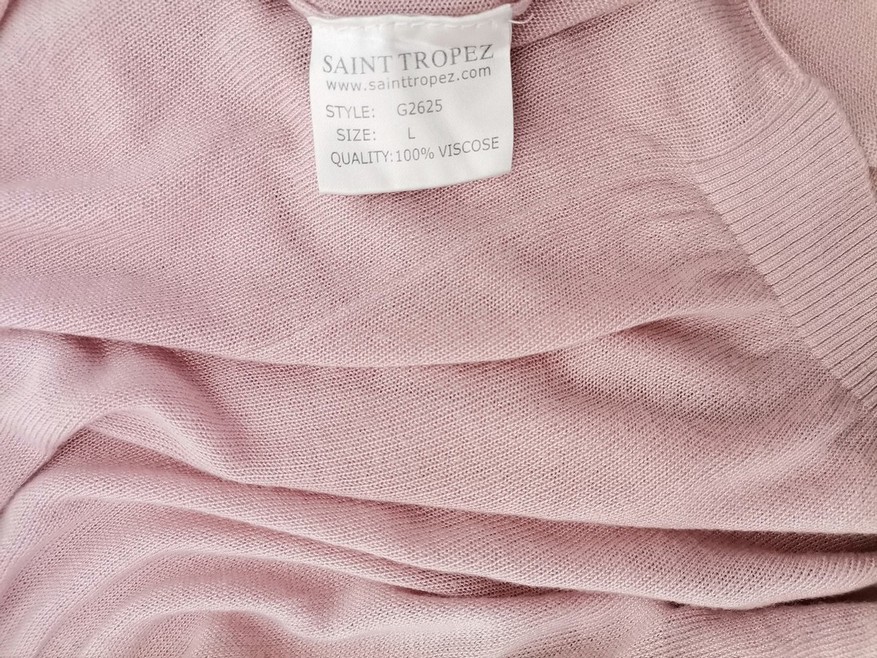 SAINT TROPEZ
www.sainttropez.com
STYLE: G2625
SIZE: L
QUALITY:100% VISCOSE